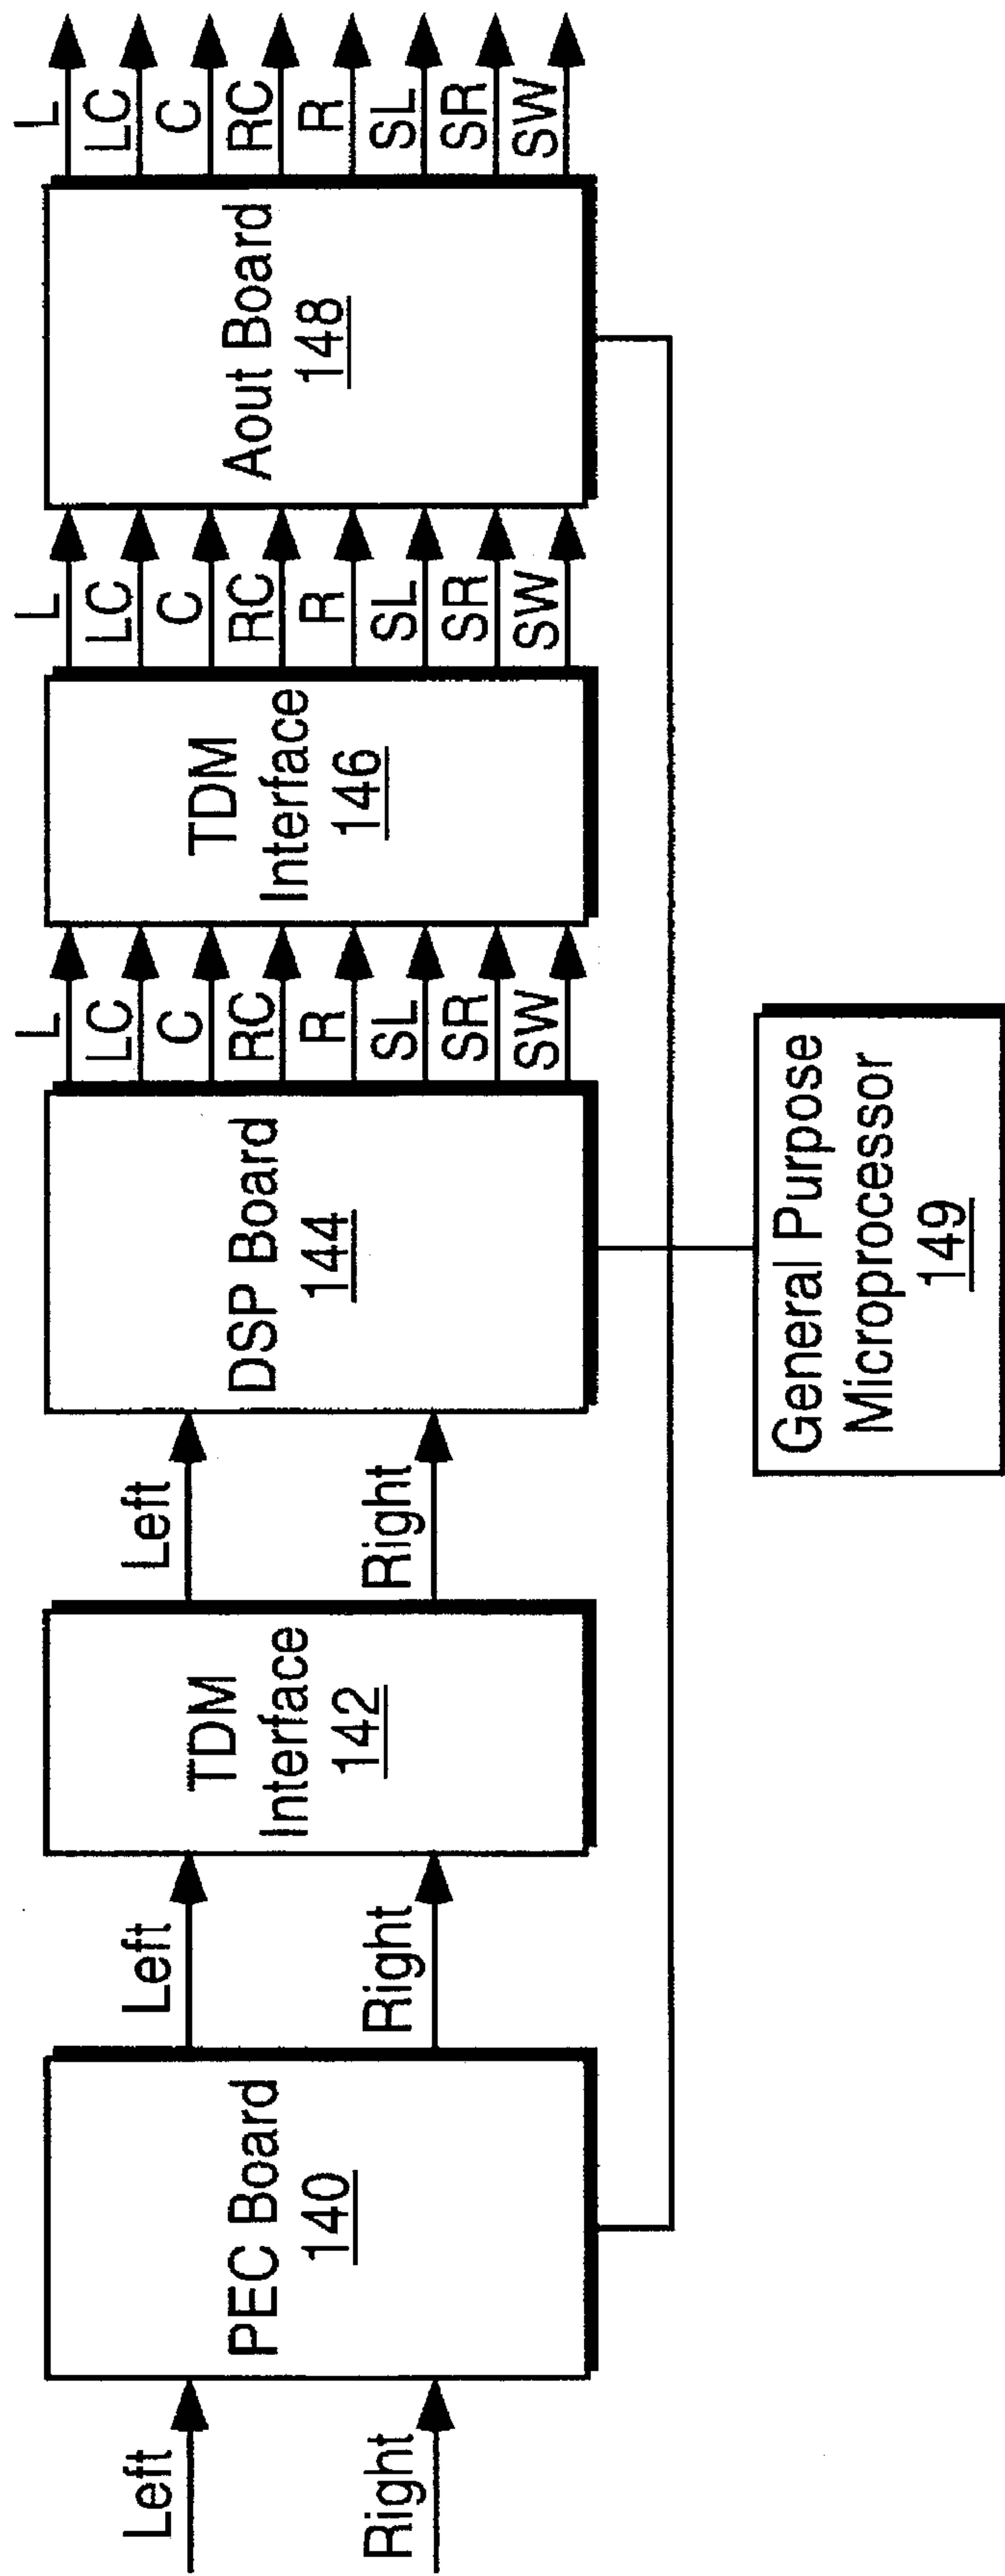 Left
Right
PEC Board
140
Left
Right
TDM
Interface
142
Left
Right
DSP Board
144
L
LC
C
RC
R
SL
SR
SW
TDM
Interface
146
L
LC
C
RC
R
SL
SR
SW
Aout Board
148
L
LC
C
RC
R
SL
SR
SW
General Purpose
Microprocessor
149